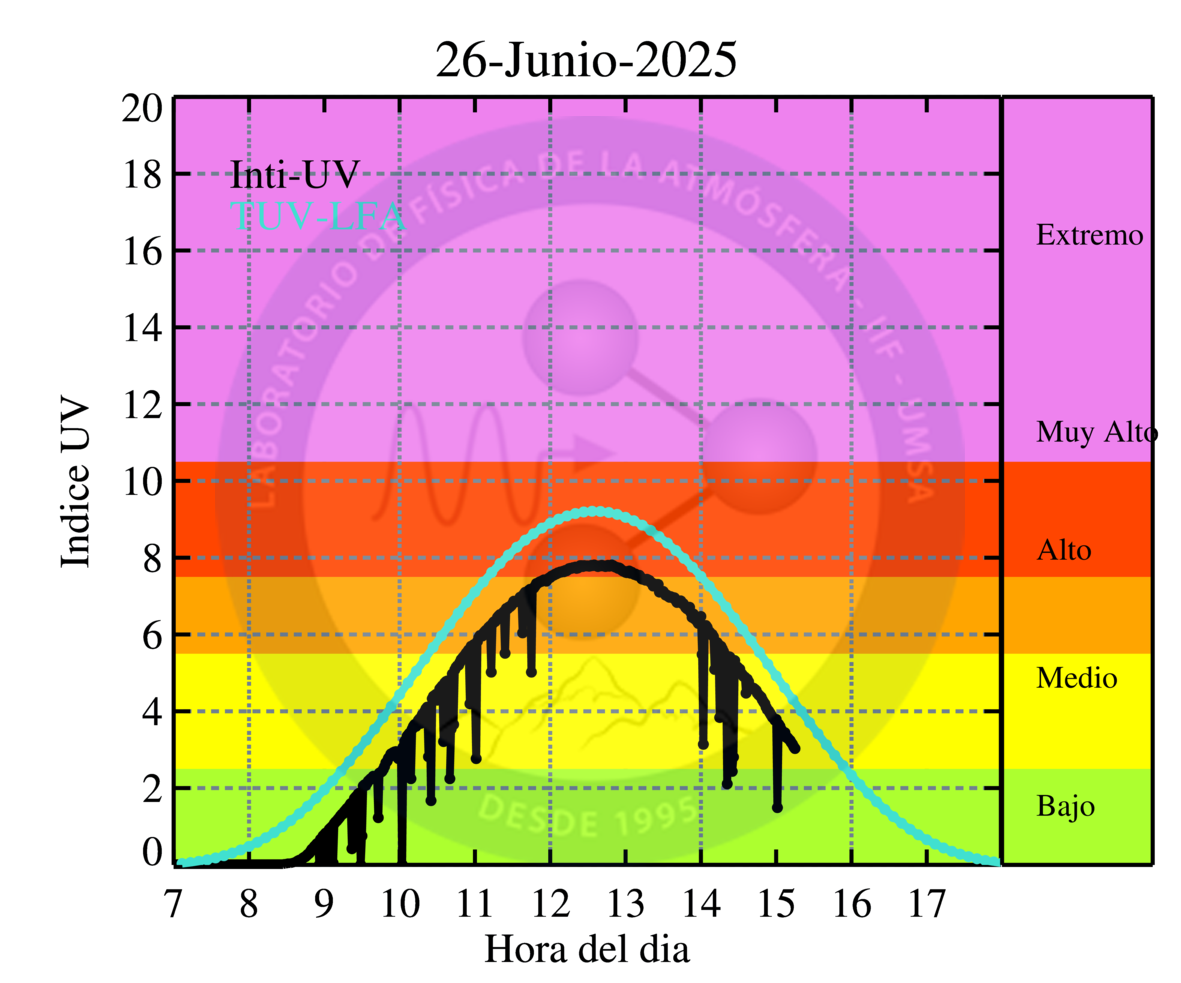 26-Junio-2025
Indice UV
20
18
16
14
12
10
8
6
4
2
0
Inti-UV
TUV-LFA
LABORATORIO DE FÍSICA DE LA ATMÓSFERA - IIF - UMSA
DESDE 1995
Extremo
Muy Alto
Alto
Medio
Bajo
7 8 9 10 11 12 13 14 15 16 17
Hora del dia